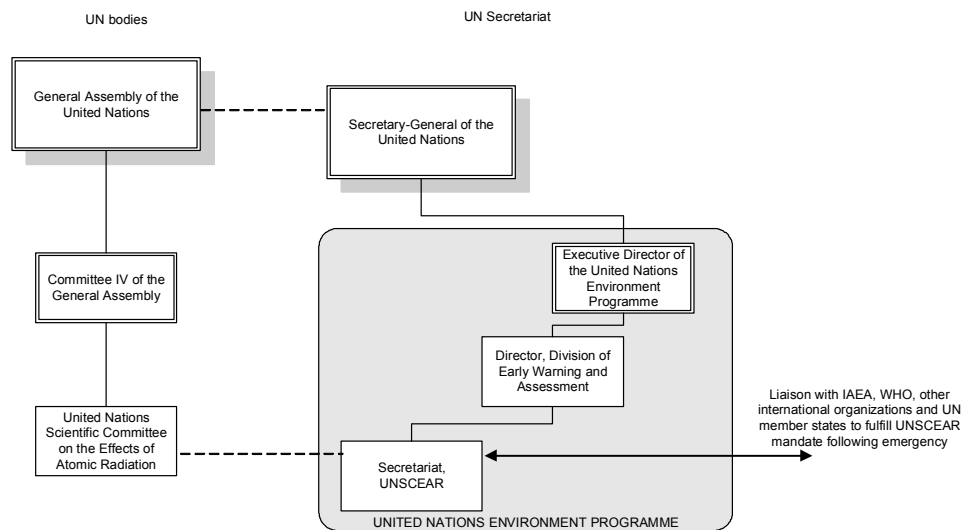 UN bodies
UN Secretariat
General Assembly of the
United Nations
Secretary-General of the
United Nations
Executive Director of
the United Nations
Environment
Programme
Committee IV of the
General Assembly
Director, Division of
Early Warning and
Assessment
Liaison with IAEA, WHO, other
international organizations and UN
member states to fulfill UNSCEAR
mandate following emergency
United Nations
Scientific Committee
on the Effects of
Atomic Radiation
Secretariat,
UNSCEAR
UNITED NATIONS ENVIRONMENT PROGRAMME